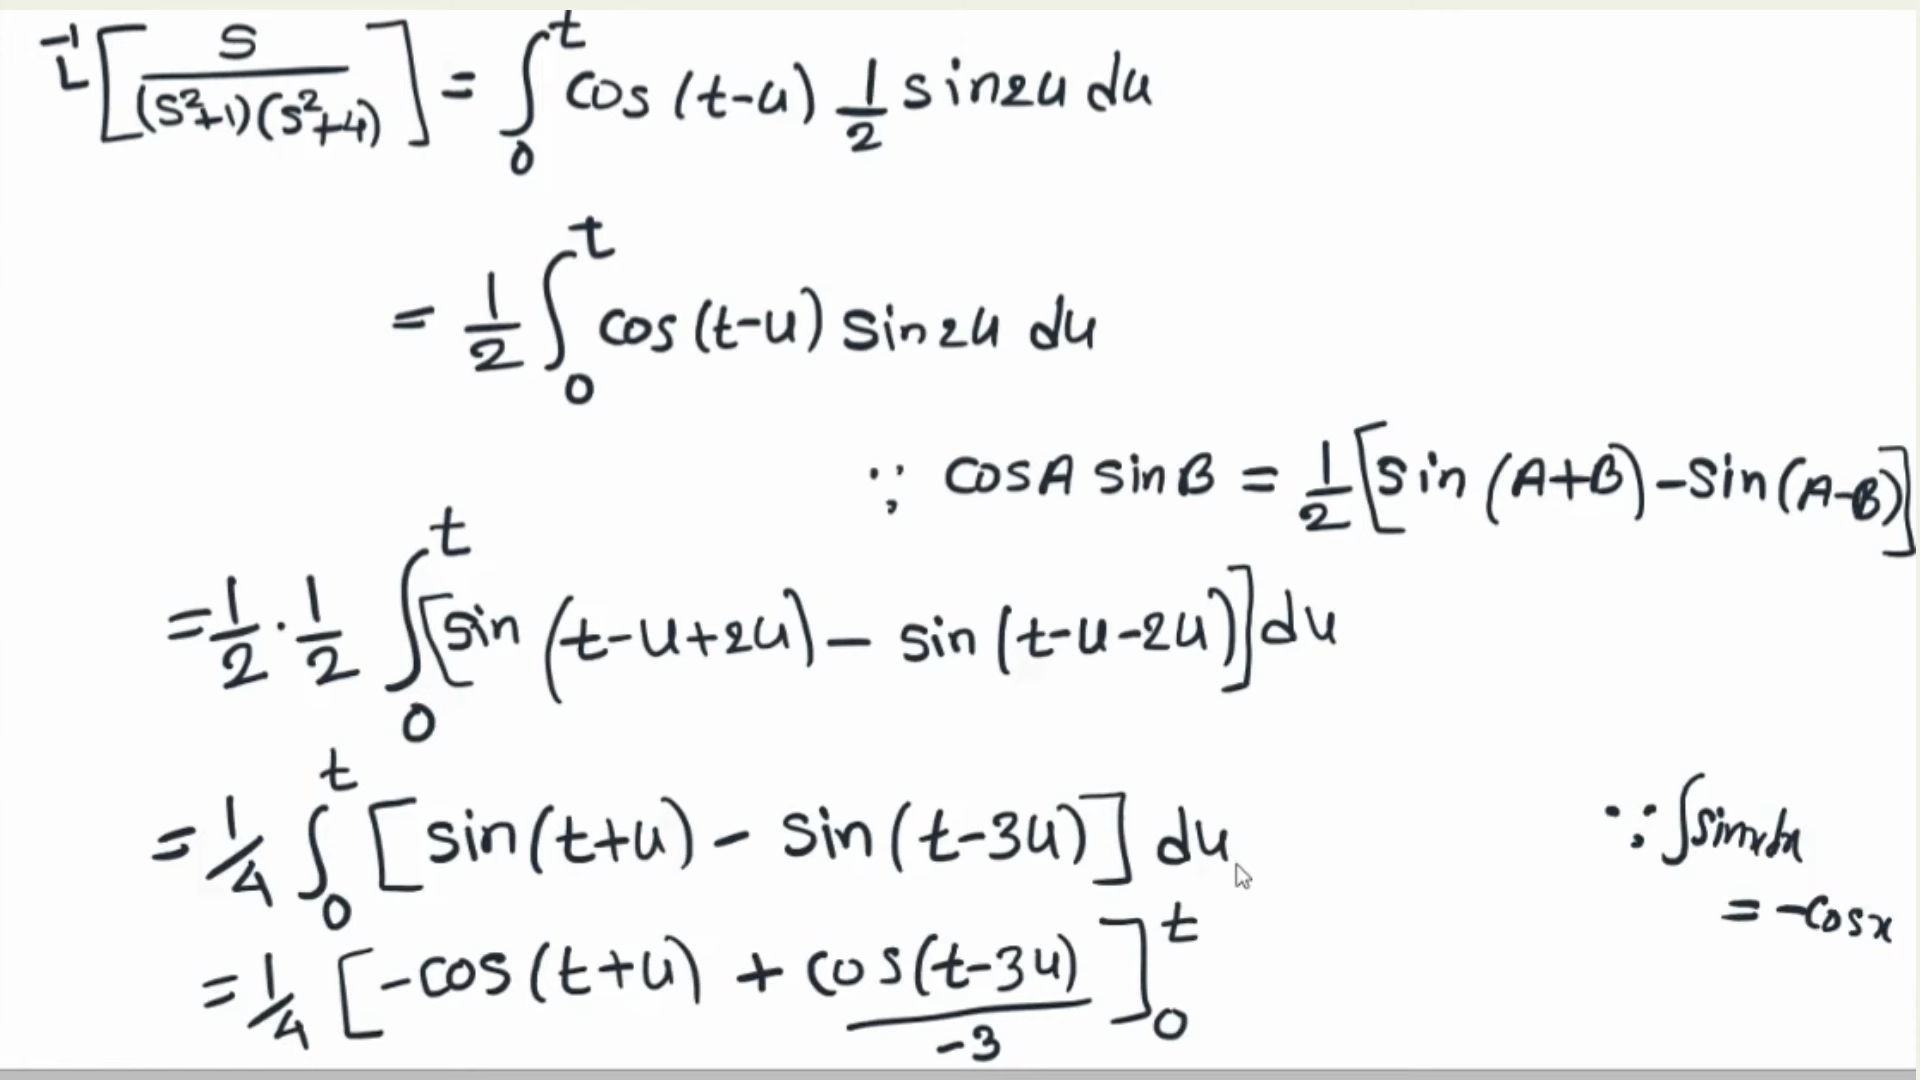 L⁻¹[s/((s²+1)(s²+4))] = ∫₀ᵗ cos(t-u) 1/2 sin2u du
= 1/2 ∫₀ᵗ cos(t-u) sin2u du
∵ cosA sinB = 1/2 [sin(A+B) - sin(A-B)]
= 1/2 · 1/2 ∫₀ᵗ [sin(t-u+2u) - sin(t-u-2u)] du
= 1/4 ∫₀ᵗ [sin(t+u) - sin(t-3u)] du
∵ ∫sinx dx
= -cosx
= 1/4 [-cos(t+u) + cos(t-3u)/-3]₀ᵗ